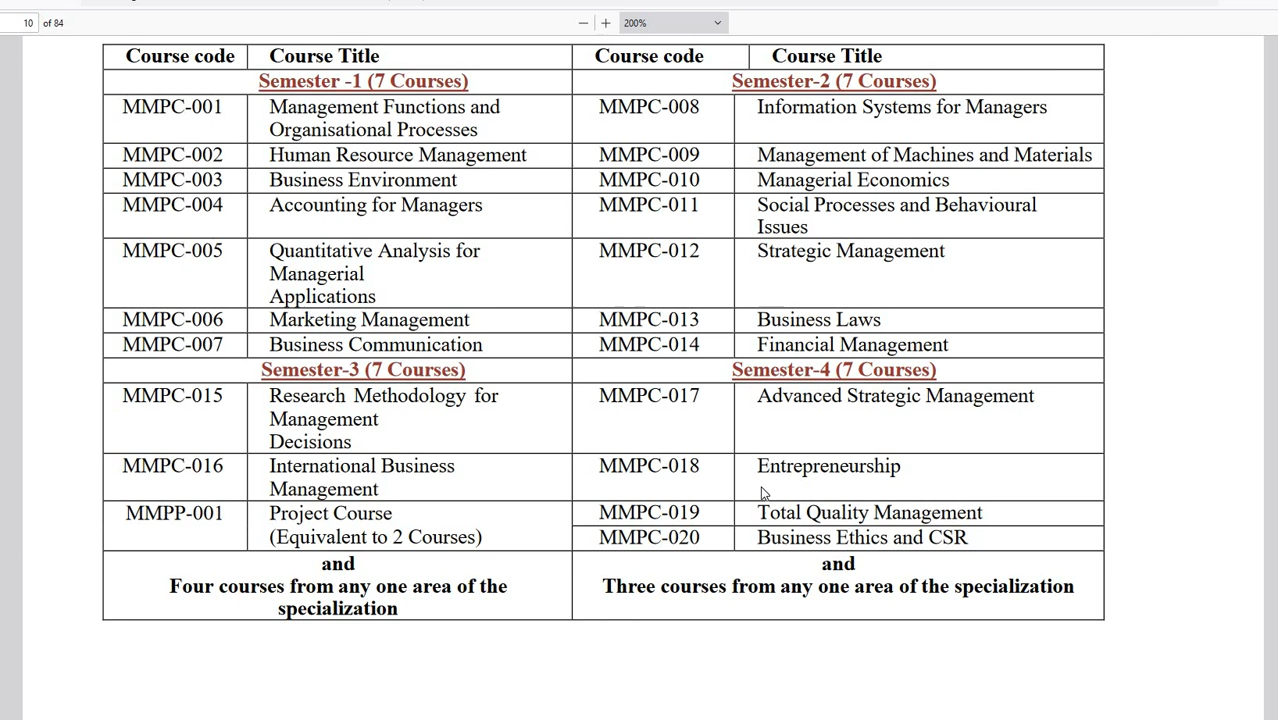 10 of 84
200%
Course code Course Title Course code Course Title
Semester -1 (7 Courses) Semester-2 (7 Courses)
MMPC-001 Management Functions and MMPC-008 Information Systems for Managers
Organisational Processes
MMPC-002 Human Resource Management MMPC-009 Management of Machines and Materials
MMPC-003 Business Environment MMPC-010 Managerial Economics
MMPC-004 Accounting for Managers MMPC-011 Social Processes and Behavioural
Issues
MMPC-005 Quantitative Analysis for MMPC-012 Strategic Management
Managerial
Applications
MMPC-006 Marketing Management MMPC-013 Business Laws
MMPC-007 Business Communication MMPC-014 Financial Management
Semester-3 (7 Courses) Semester-4 (7 Courses)
MMPC-015 Research Methodology for MMPC-017 Advanced Strategic Management
Management
Decisions
MMPC-016 International Business MMPC-018 Entrepreneurship
Management
MMPP-001 Project Course MMPC-019 Total Quality Management
(Equivalent to 2 Courses) MMPC-020 Business Ethics and CSR
and and
Four courses from any one area of the Three courses from any one area of the specialization
specialization